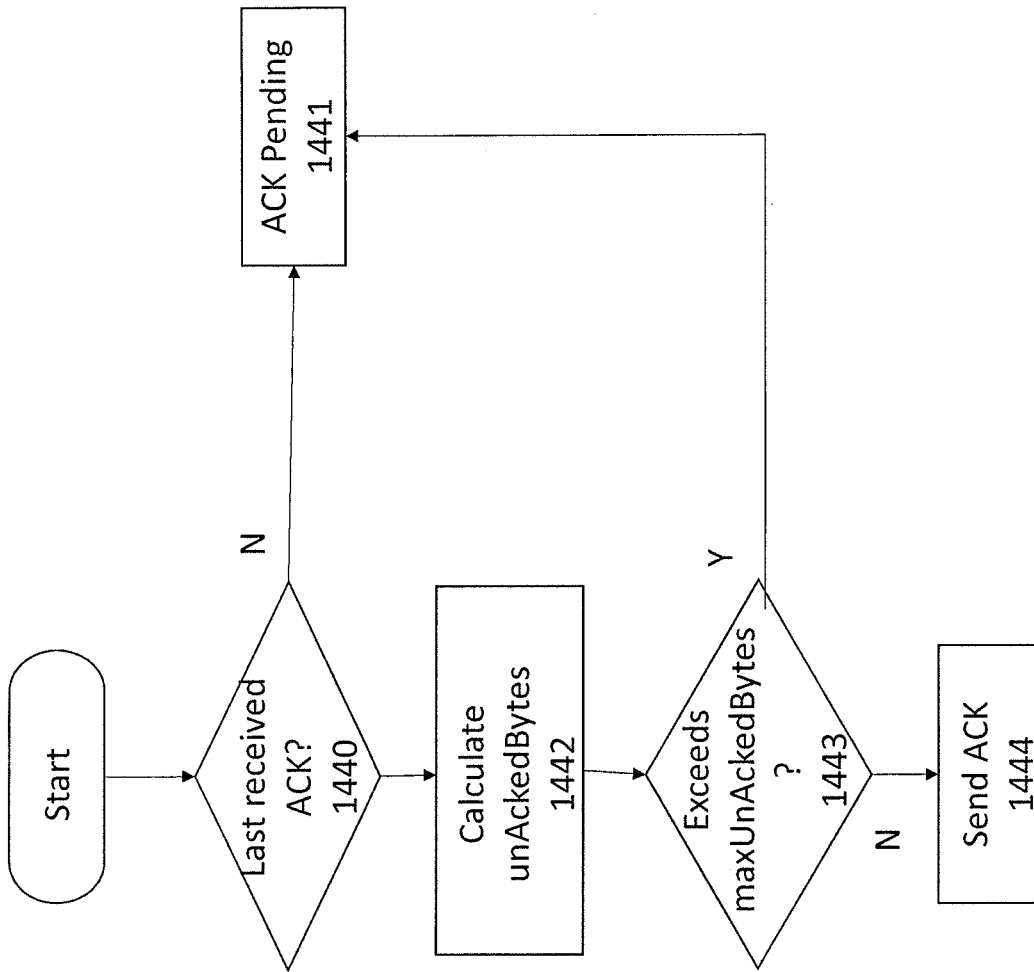 Start
Last received
ACK?
1440
N
ACK Pending
1441
Calculate
unAckedBytes
1442
Exceeds
maxUnAckedBytes
?
1443
Y
N
Send ACK
1444